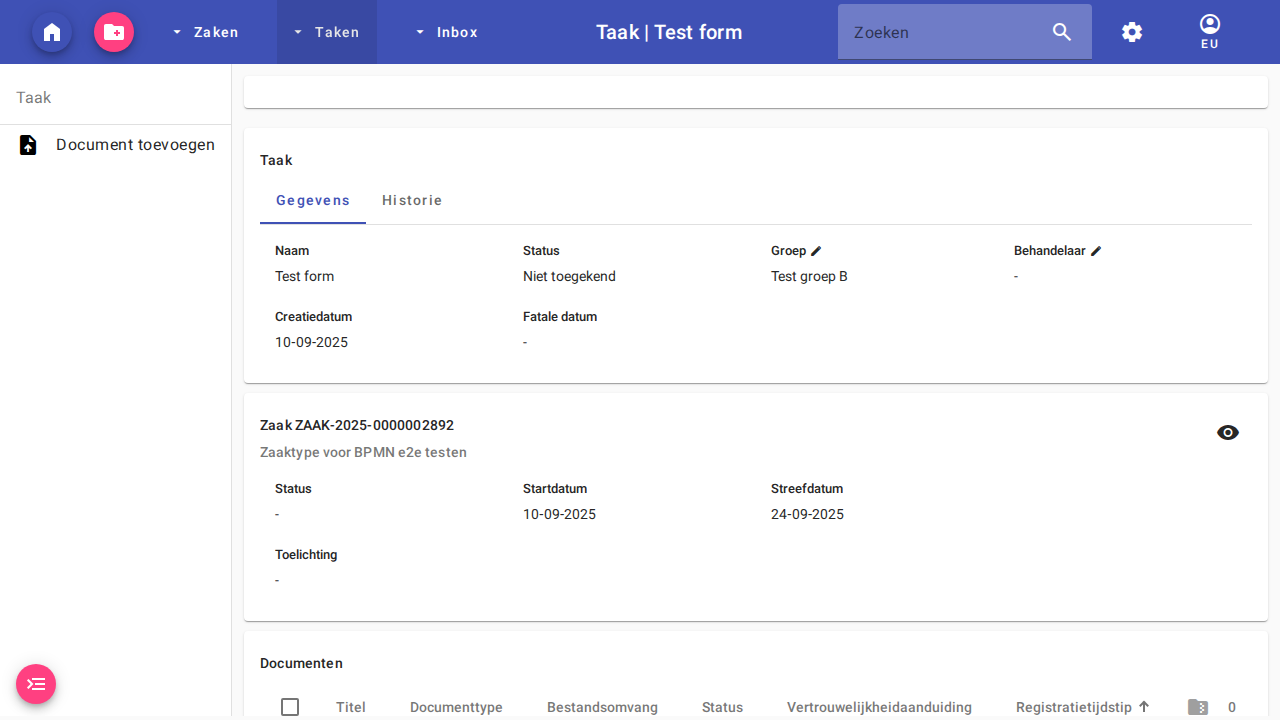 Zaken
Taken
Inbox
Taak | Test form
Zoeken
EU
Taak
Document toevoegen
Taak
Gegevens
Historie
Naam
Status
Groep
Behandelaar
Test form
Niet toegekend
Test groep B
-
Creatiedatum
Fatale datum
10-09-2025
-
Zaak ZAAK-2025-0000002892
Zaaktype voor BPMN e2e testen
Status
Startdatum
Streefdatum
-
10-09-2025
24-09-2025
Toelichting
-
Documenten
Titel
Documenttype
Bestandsomvang
Status
Vertrouwelijkheidaanduiding
Registratietijdstip
0